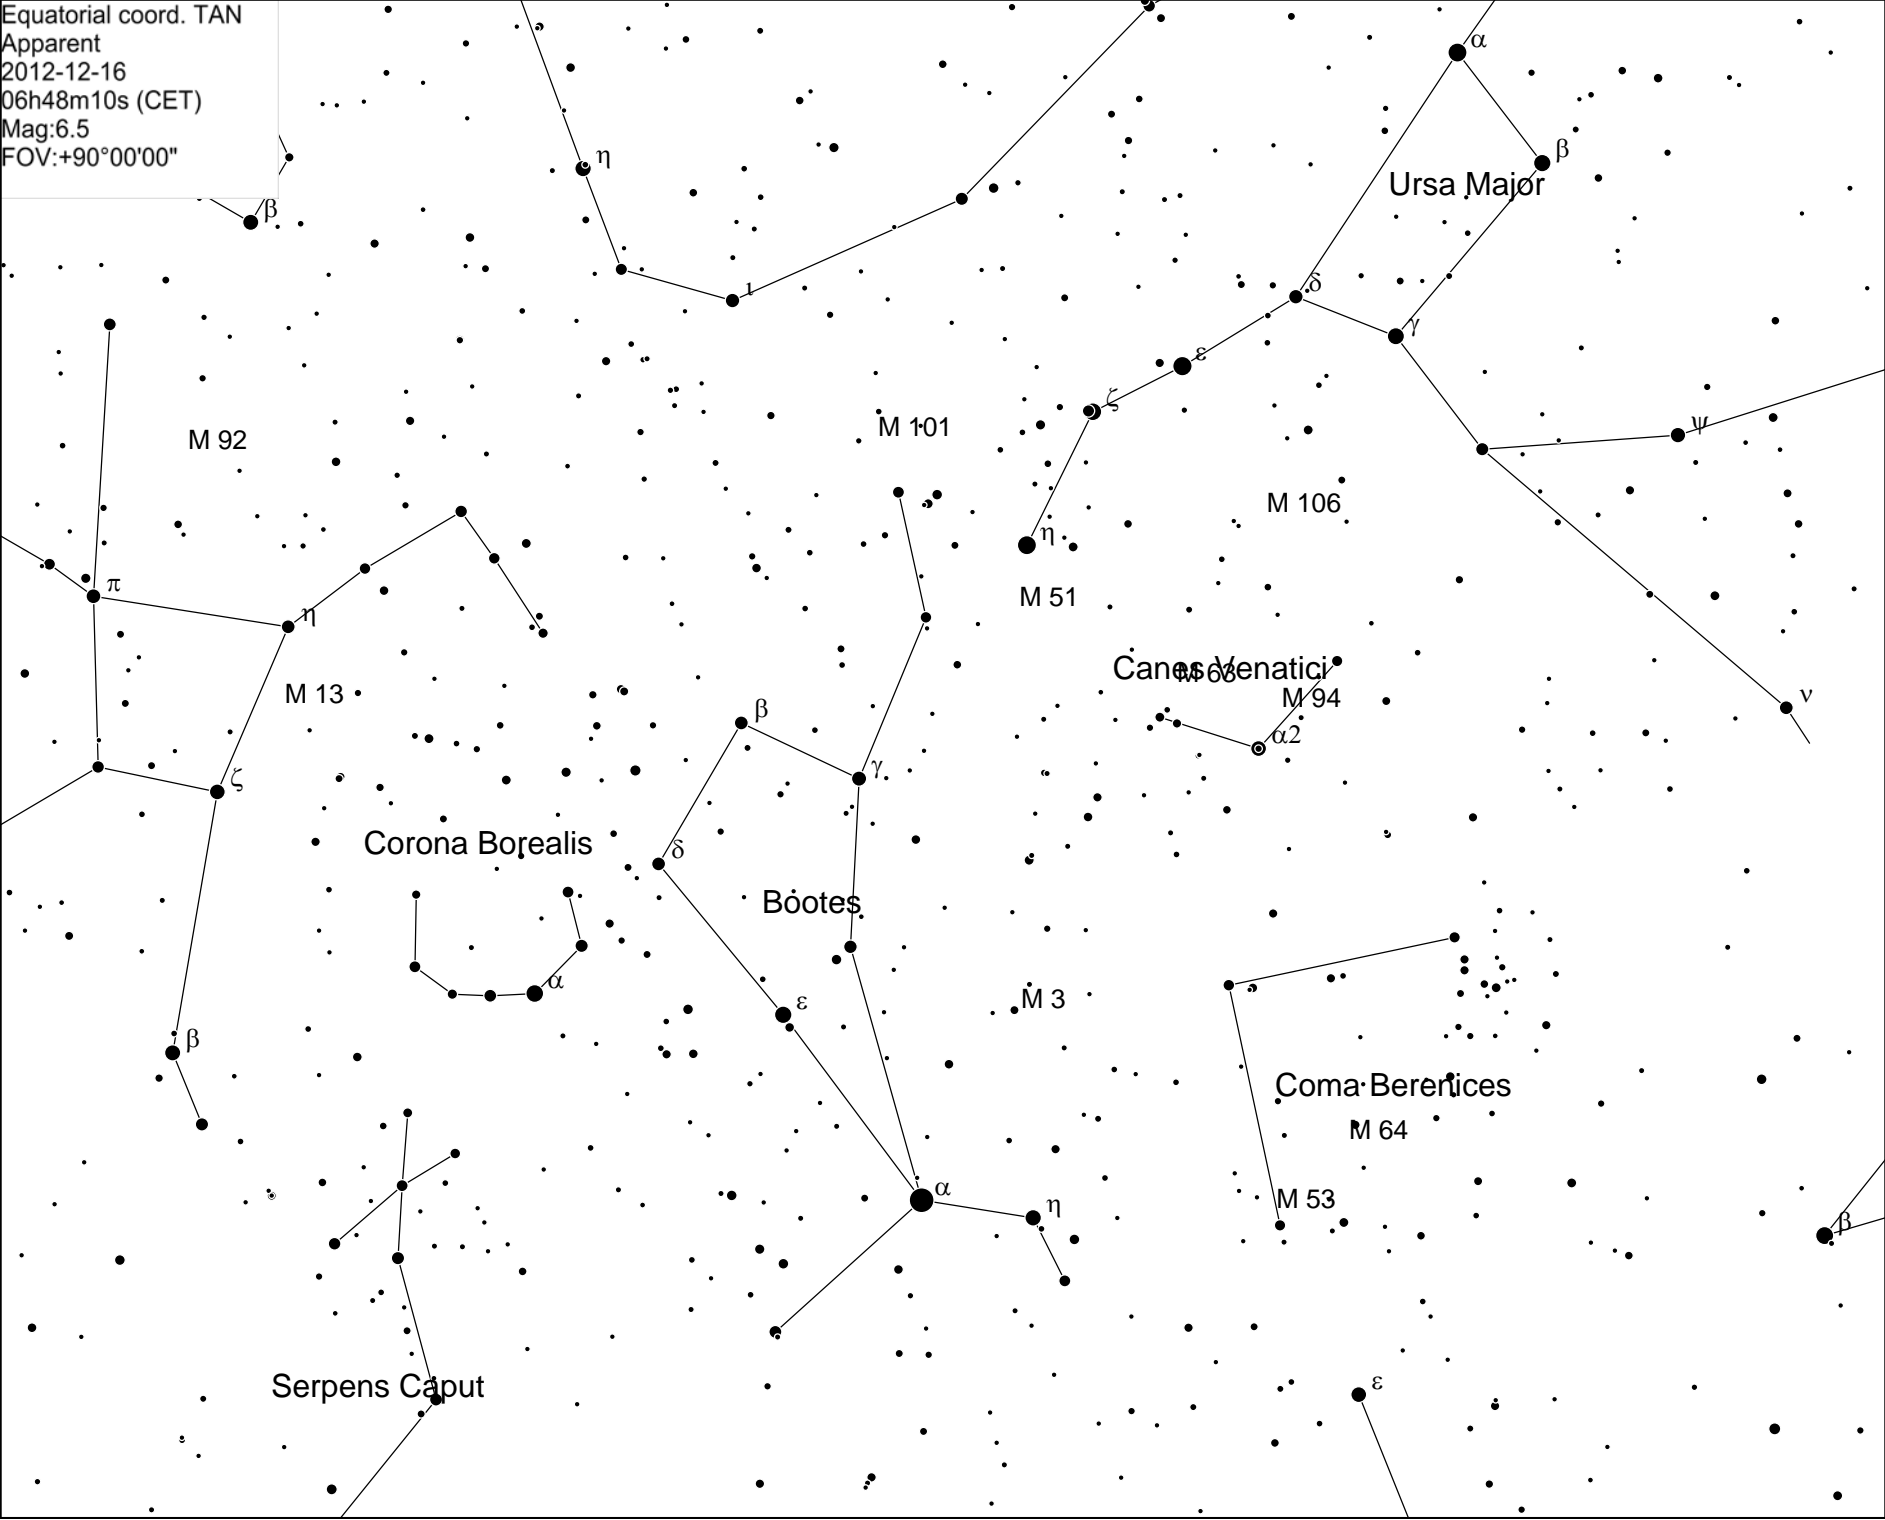 Equatorial coord. TAN
Apparent
2012-12-16
06h48m10s (CET)
Mag:6.5
FOV:+90°00'00"
α
η
β
Ursa Major
β
ι
δ
γ
ε
ζ
M 101
ψ
M 92
M 106
η
π
M 51
η
Canes Venatici
M 63
M 13
M 94
ν
β
α2
γ
ζ
Corona Borealis
δ
Bootes
α
M 3
ε
β
Coma Berenices
M 64
α
M 53
η
β
Serpens Caput
ε